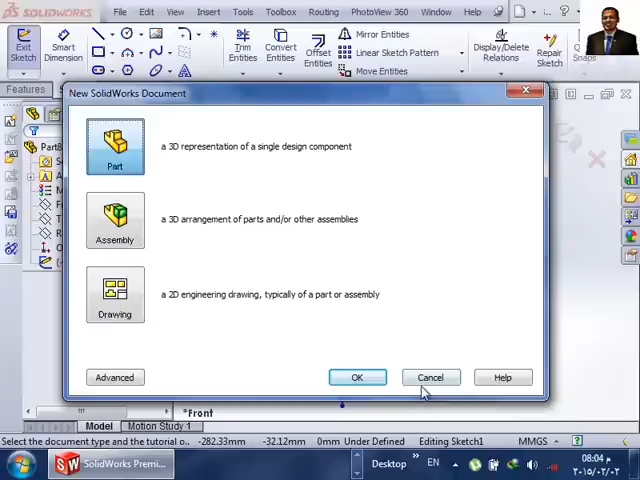 SOLIDWORKS File Edit View Insert Tools Toolbox Routing PhotoView 360 Window Help
Exit Sketch
Smart Dimension
Trim Entities
Convert Entities
Offset Entities
Mirror Entities
Linear Sketch Pattern
Move Entities
Display/Delete Relations
Repair Sketch
Features
New SolidWorks Document
Part
a 3D representation of a single design component
Assembly
a 3D arrangement of parts and/or other assemblies
Drawing
a 2D engineering drawing, typically of a part or assembly
Advanced
OK
Cancel
Help
*Front
Model
Motion Study 1
Select the document type and the tutorial o...
-282.33mm -32.12mm 0mm Under Defined Editing Sketch1 MMGS
SolidWorks Premi...
Desktop
EN
08:04 م
٢٠١٥/٠٢/٠٢